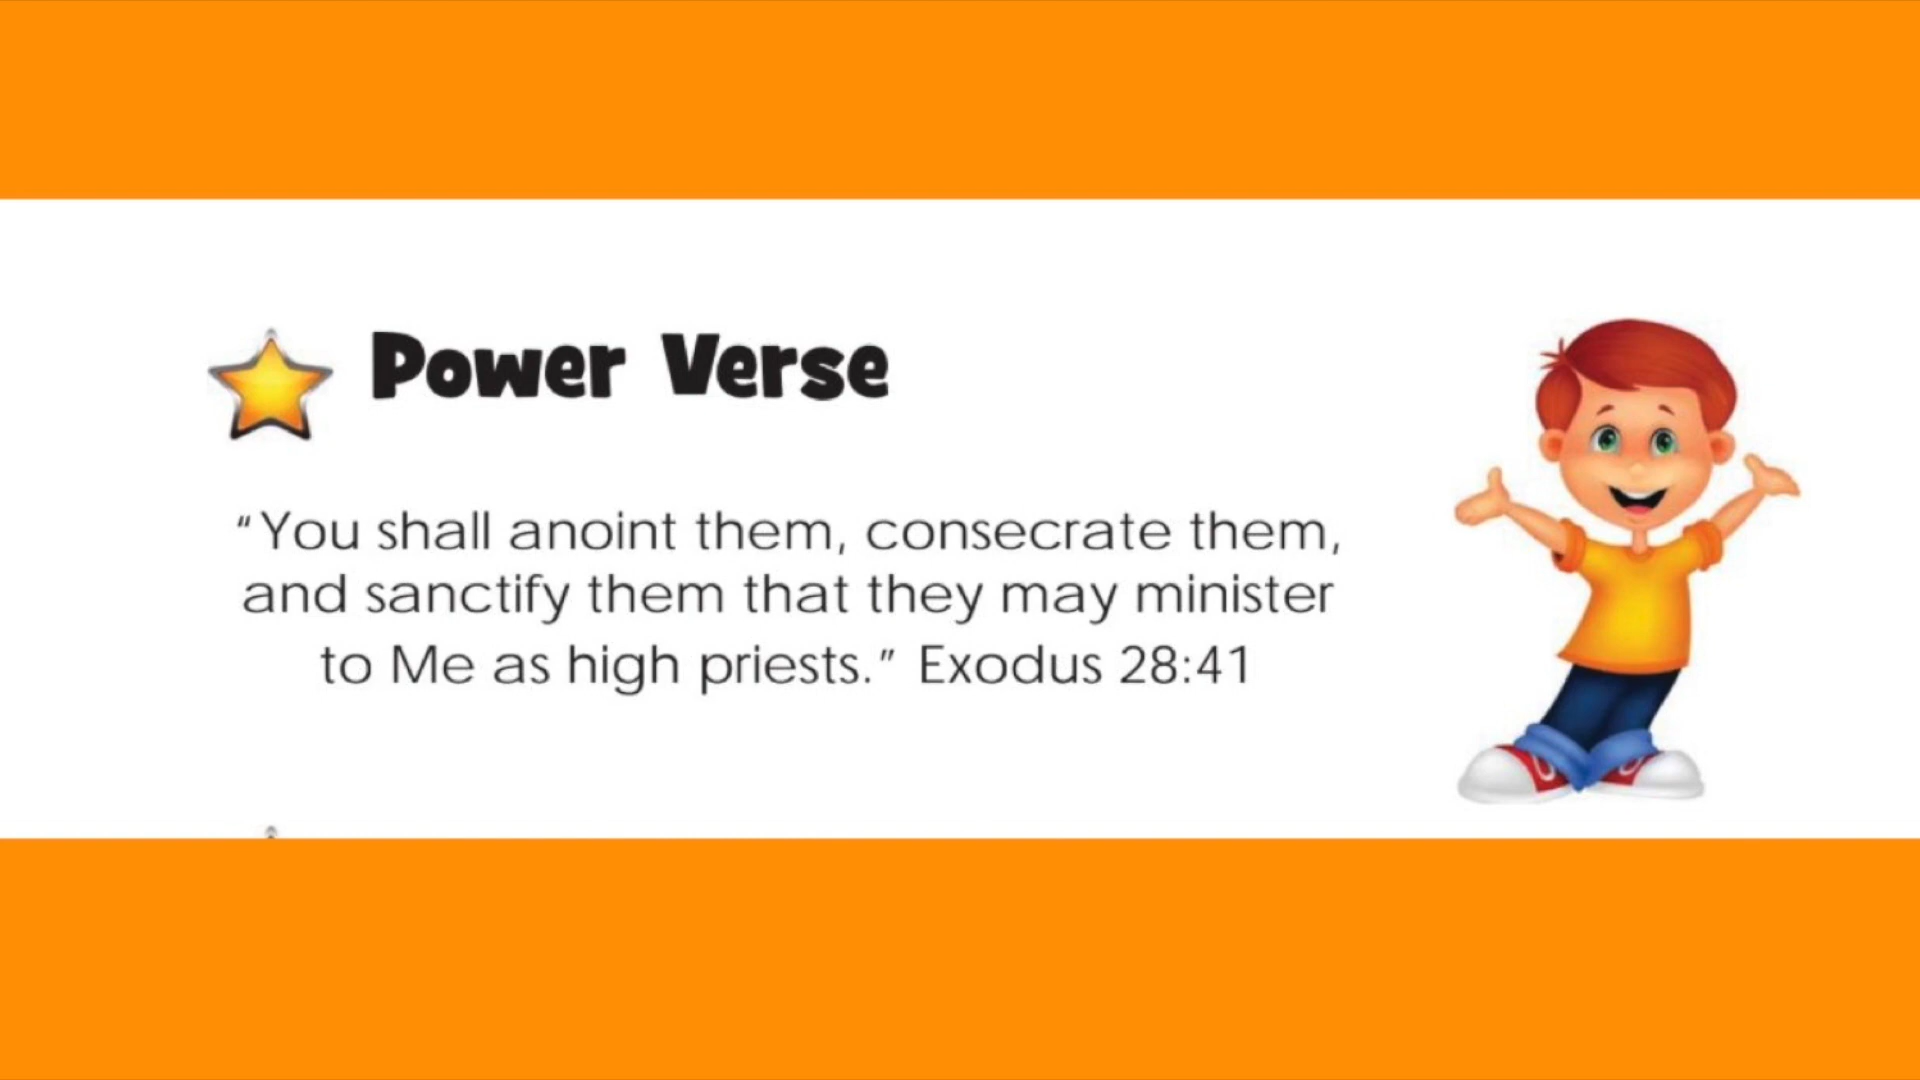 Power Verse
"You shall anoint them, consecrate them,
and sanctify them that they may minister
to Me as high priests." Exodus 28:41